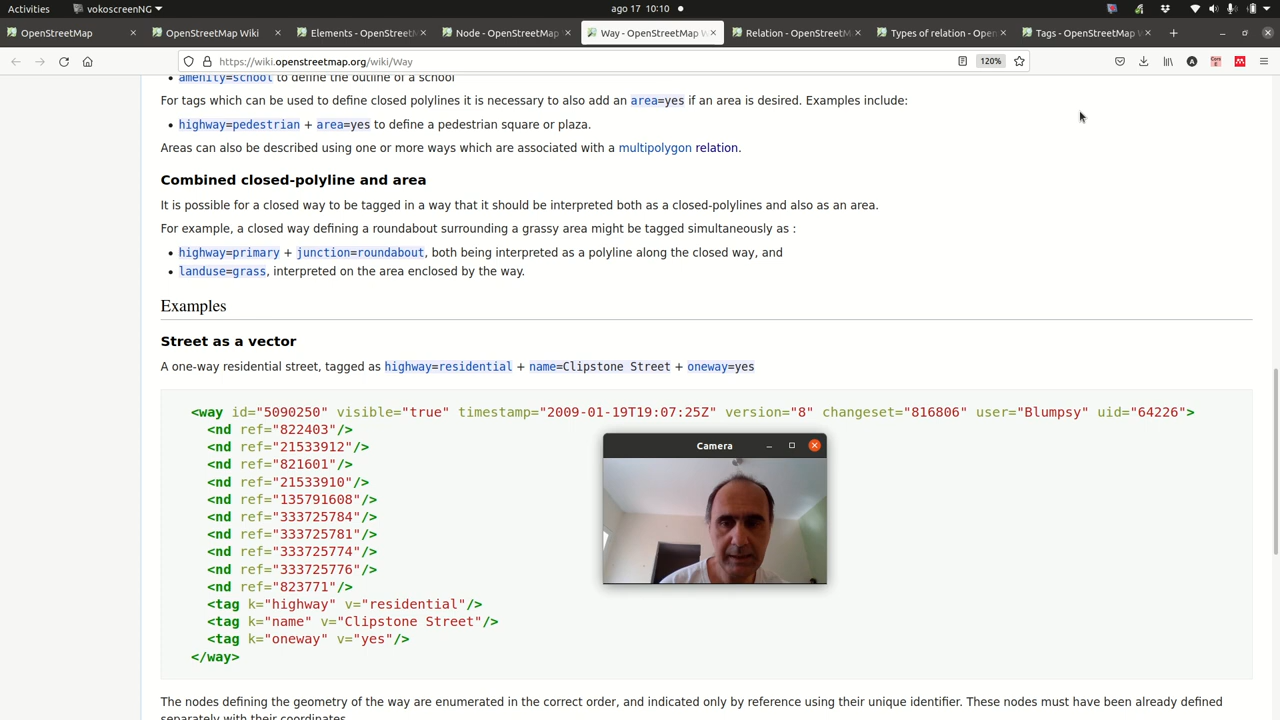 Activities
vokoscreenNG
ago 17 10:10
OpenStreetMap
OpenStreetMap Wiki
Elements - OpenStreetM
Node - OpenStreetMap
Way - OpenStreetMap W
Relation - OpenStreetM
Types of relation - Open
Tags - OpenStreetMap W
https://wiki.openstreetmap.org/wiki/Way
120%
amenity=school to define the outline of a school
For tags which can be used to define closed polylines it is necessary to also add an area=yes if an area is desired. Examples include:
• highway=pedestrian + area=yes to define a pedestrian square or plaza.
Areas can also be described using one or more ways which are associated with a multipolygon relation.
Combined closed-polyline and area
It is possible for a closed way to be tagged in a way that it should be interpreted both as a closed-polylines and also as an area.
For example, a closed way defining a roundabout surrounding a grassy area might be tagged simultaneously as :
• highway=primary + junction=roundabout, both being interpreted as a polyline along the closed way, and
• landuse=grass, interpreted on the area enclosed by the way.
Examples
Street as a vector
A one-way residential street, tagged as highway=residential + name=Clipstone Street + oneway=yes
<way id="5090250" visible="true" timestamp="2009-01-19T19:07:25Z" version="8" changeset="816806" user="Blumpsy" uid="64226">
<nd ref="822403"/>
<nd ref="21533912"/>
<nd ref="821601"/>
<nd ref="21533910"/>
<nd ref="135791608"/>
<nd ref="333725784"/>
<nd ref="333725781"/>
<nd ref="333725774"/>
<nd ref="333725776"/>
<nd ref="823771"/>
<tag k="highway" v="residential"/>
<tag k="name" v="Clipstone Street"/>
<tag k="oneway" v="yes"/>
</way>
Camera
The nodes defining the geometry of the way are enumerated in the correct order, and indicated only by reference using their unique identifier. These nodes must have been already defined
separately with their coordinates.